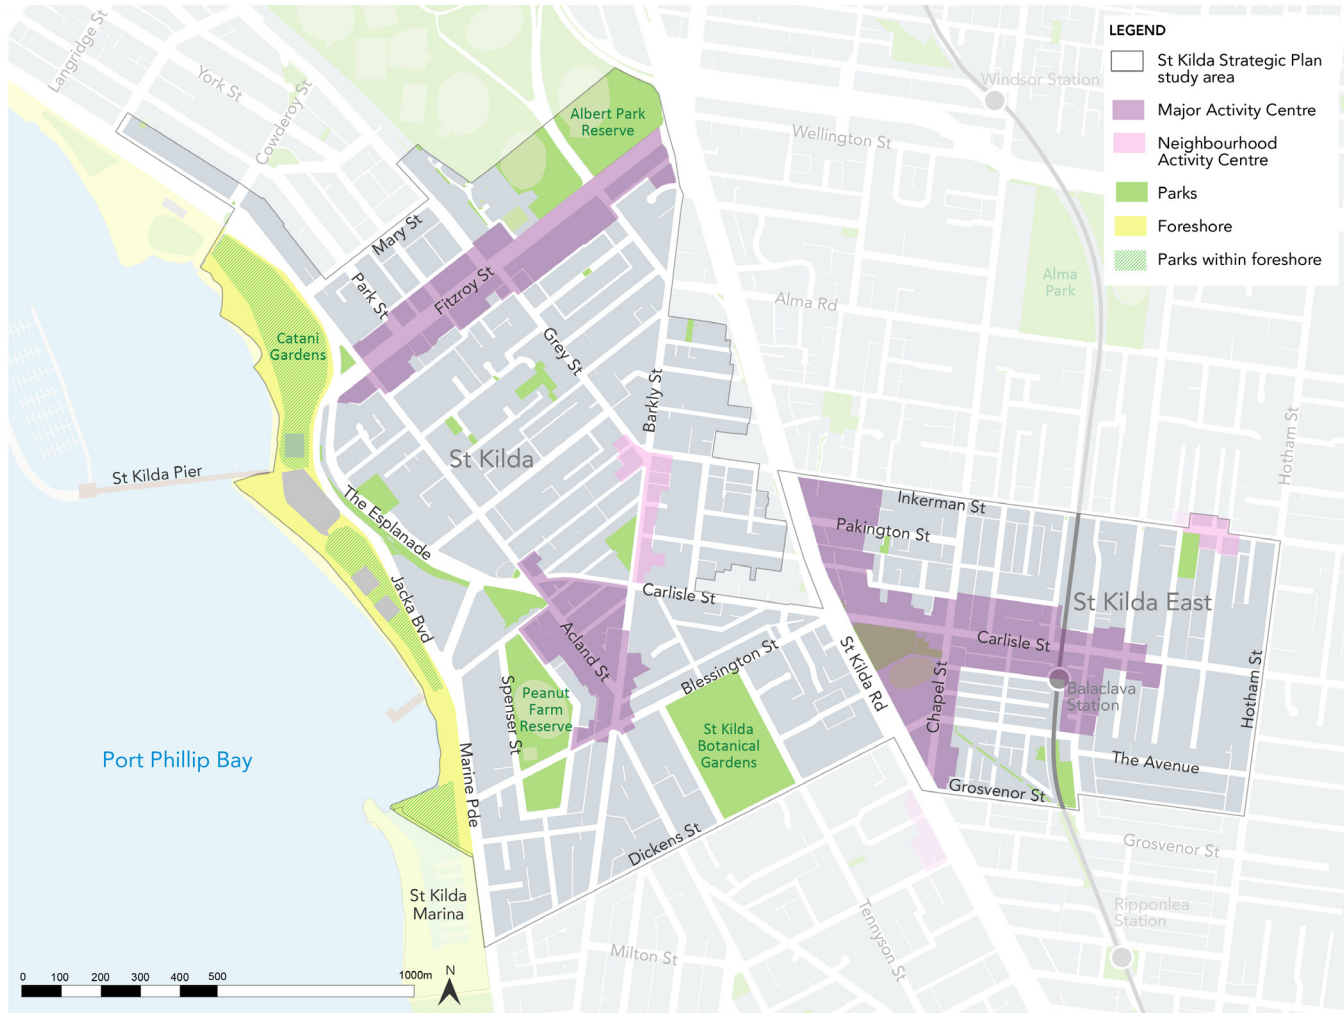 LEGEND
St Kilda Strategic Plan
study area
Major Activity Centre
Neighbourhood
Activity Centre
Parks
Foreshore
Parks within foreshore
Langridge St
York St
Cowderoy St
Windsor Station
Albert Park
Reserve
Wellington St
Mary St
Park St
Fitzroy St
Alma
Park
Alma Rd
Catani
Gardens
Grey St
Barkly St
Hotham St
St Kilda
St Kilda Pier
The Esplanade
Inkerman St
Pakington St
Jacka Bvd
Carlisle St
St Kilda East
Acland St
Carlisle St
Blessington St
St Kilda Rd
Chapel St
Balaclava
Station
Hotham St
Spenser St
Peanut
Farm
Reserve
St Kilda
Botanical
Gardens
Port Phillip Bay
Marine Pde
The Avenue
Grosvenor St
Dickens St
Grosvenor St
St Kilda
Marina
Tennyson St
Ripponlea
Station
Milton St
0 100 200 300 400 500 1000m
N